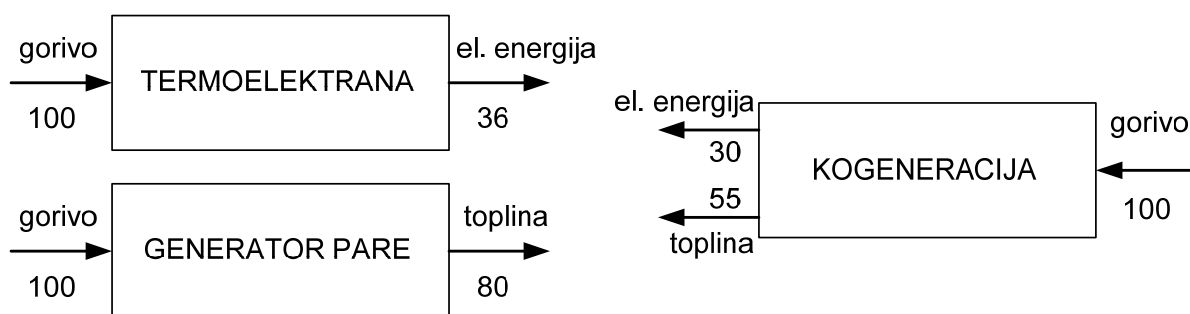 gorivo
100
TERMOELEKTRANA
el. energija
36
gorivo
100
GENERATOR PARE
toplina
80
el. energija
30
55
toplina
KOGENERACIJA
gorivo
100